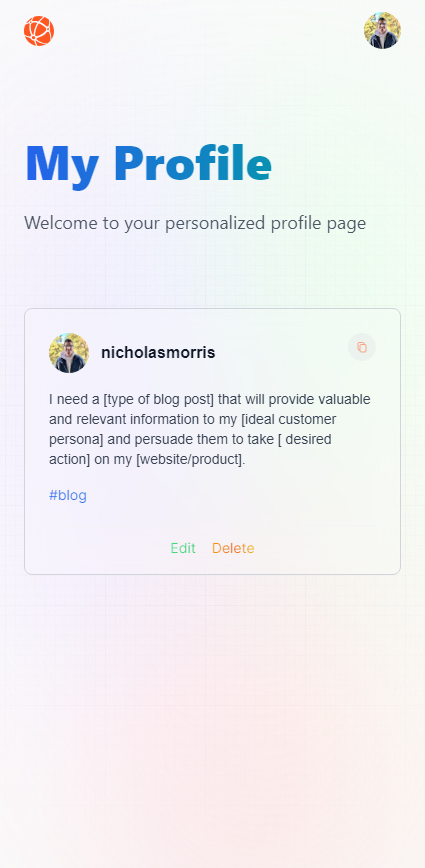 My Profile
Welcome to your personalized profile page
nicholasmorris
I need a [type of blog post] that will provide valuable
and relevant information to my [ideal customer
persona] and persuade them to take [ desired
action] on my [website/product].
#blog
Edit Delete